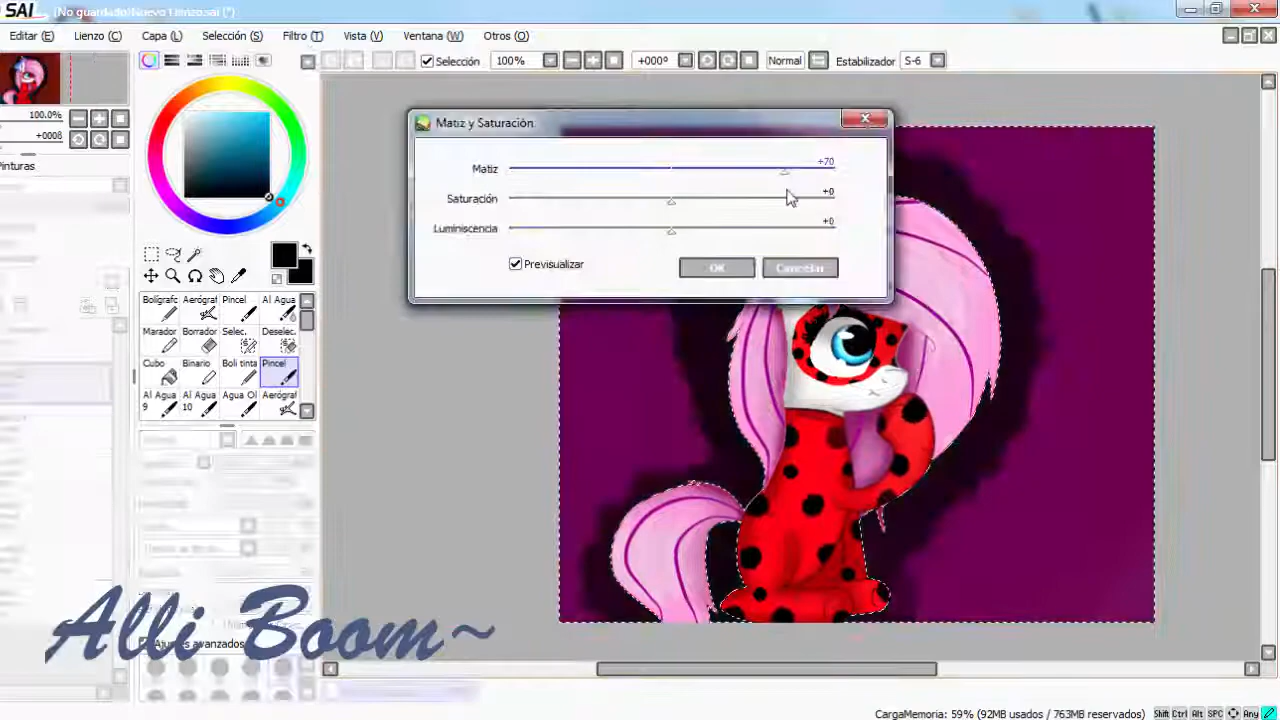 SAI (No guardado)Nuevo Lienzo.sai (*)
Editar (E) Lienzo (C) Capa (L) Selección (S) Filtro (T) Vista (V) Ventana (W) Otros (O)
Selección 100% +000º Normal Estabilizador S-6
100.0%
+0008
Pinturas
Matiz y Saturación
Matiz +70
Saturación +0
Luminiscencia +0
Previsualizar OK Cancelar
Bolígrafc Aerógraf Pincel Al Agua
Marador Borrador Selec. Deselec.
Cubo Binario Boli tinta Pincel
Al Agua 9 Al Agua 10 Agua Ol Aerógraf
Ajustes avanzados
Alli Boom~
CargaMemoria: 59% (92MB usados / 763MB reservados) Shift Ctrl Alt SPC Any